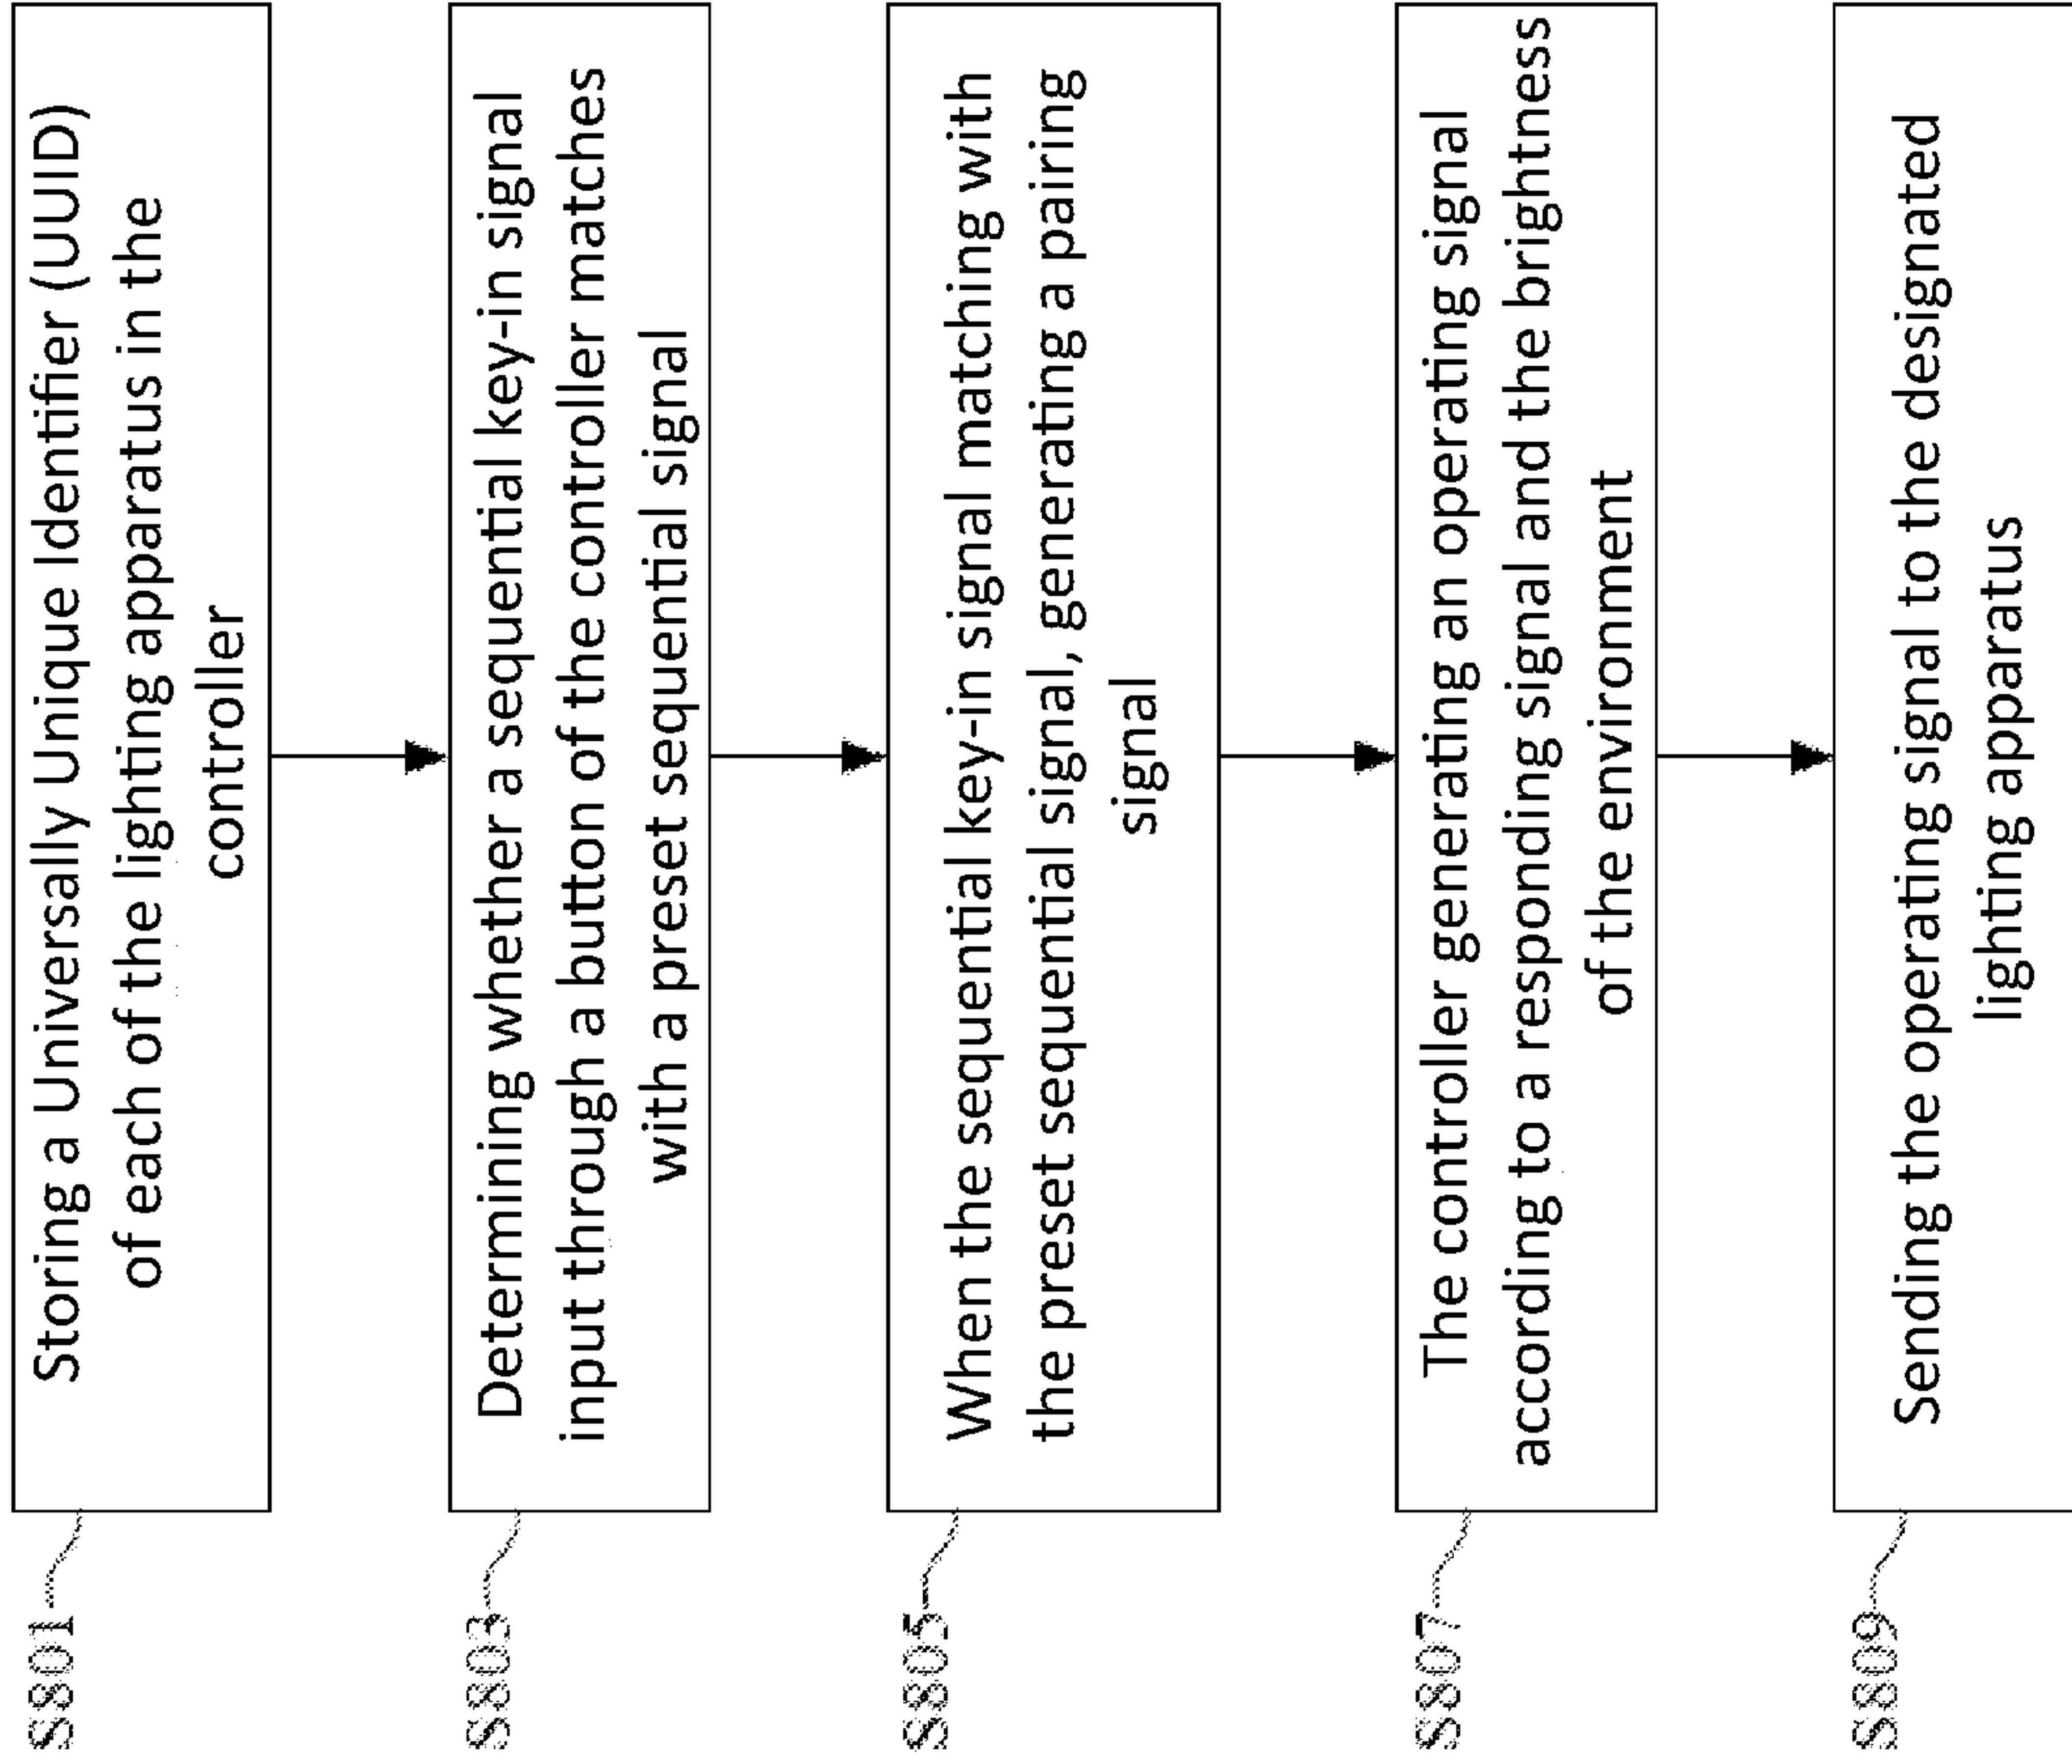 S801
Storing a Universally Unique Identifier (UUID)
of each of the lighting apparatus in the
controller
S803
Determining whether a sequential key-in signal
input through a button of the controller matches
with a preset sequential signal
S805
When the sequential key-in signal matching with
the preset sequential signal, generating a pairing
signal
S807
The controller generating an operating signal
according to a responding signal and the brightness
of the environment
S809
Sending the operating signal to the designated
lighting apparatus